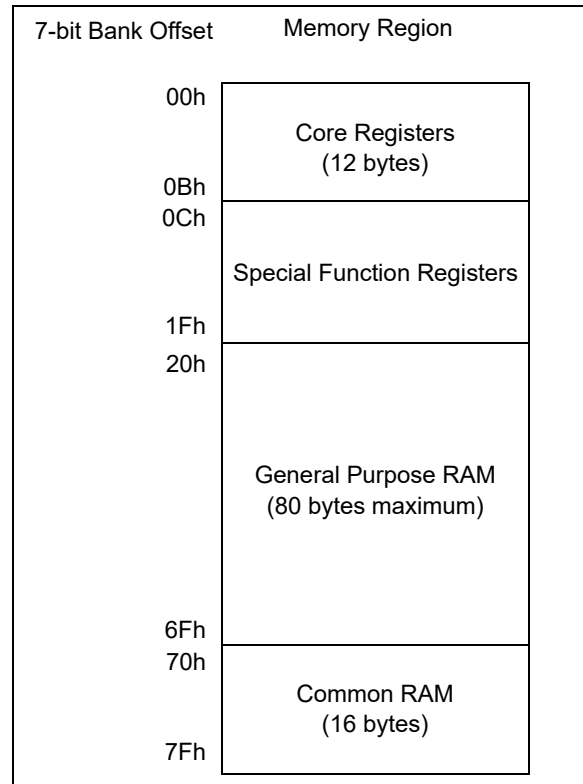 7-bit Bank Offset Memory Region
00h
Core Registers
(12 bytes)
0Bh
0Ch
Special Function Registers
1Fh
20h
General Purpose RAM
(80 bytes maximum)
6Fh
70h
Common RAM
(16 bytes)
7Fh